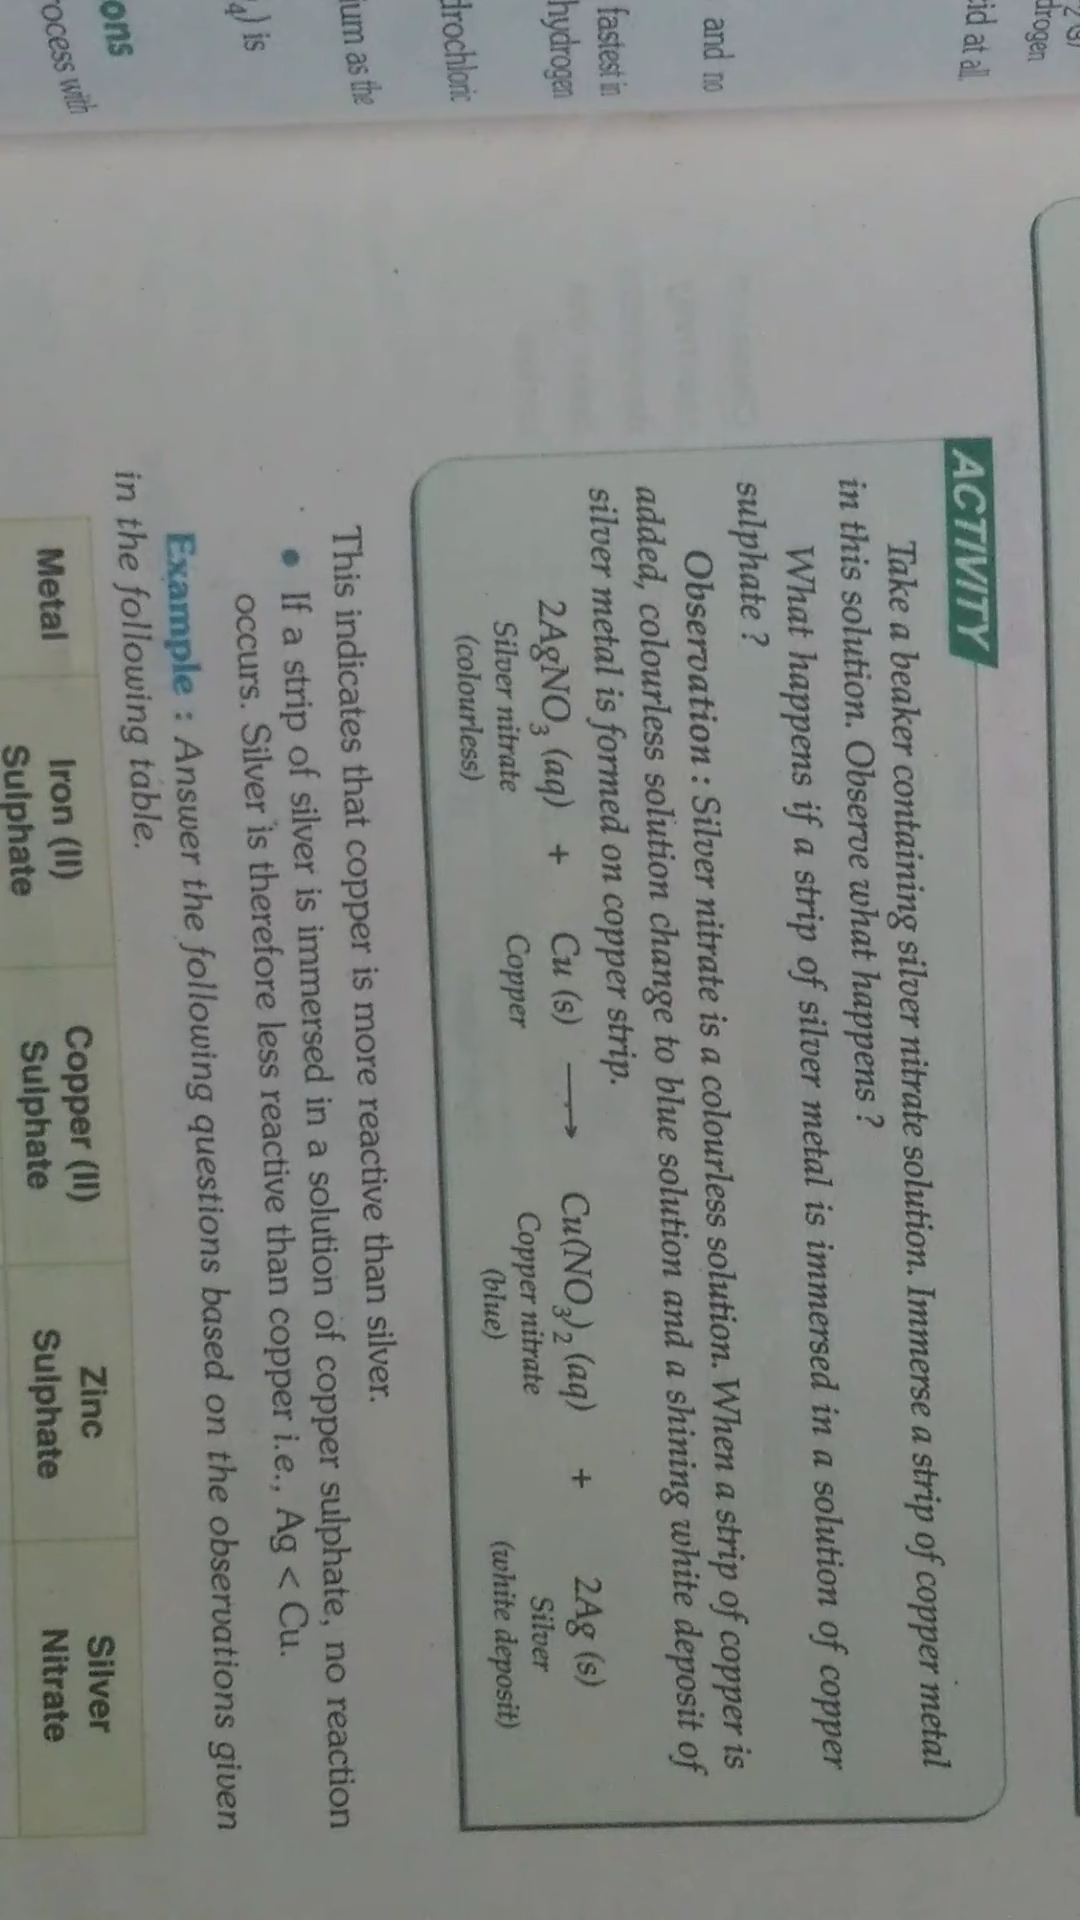 2 (g)
drogen
cid at all.
and no
fastest in
hydrogen
drochloric
ium as the
4) is
ons
rocess with
ACTIVITY
Take a beaker containing silver nitrate solution. Immerse a strip of copper metal
in this solution. Observe what happens ?
What happens if a strip of silver metal is immersed in a solution of copper
sulphate ?
Observation : Silver nitrate is a colourless solution. When a strip of copper is
added, colourless solution change to blue solution and a shining white deposit of
silver metal is formed on copper strip.
2AgNO3 (aq) + Cu (s) ⟶ Cu(NO3)2 (aq) + 2Ag (s)
Silver nitrate Copper Copper nitrate Silver
(colourless) (blue) (white deposit)
This indicates that copper is more reactive than silver.
• If a strip of silver is immersed in a solution of copper sulphate, no reaction
occurs. Silver is therefore less reactive than copper i.e., Ag < Cu.
Example : Answer the following questions based on the observations given
in the following table.
Metal Iron (II) Copper (II) Zinc Silver
Sulphate Sulphate Sulphate Nitrate